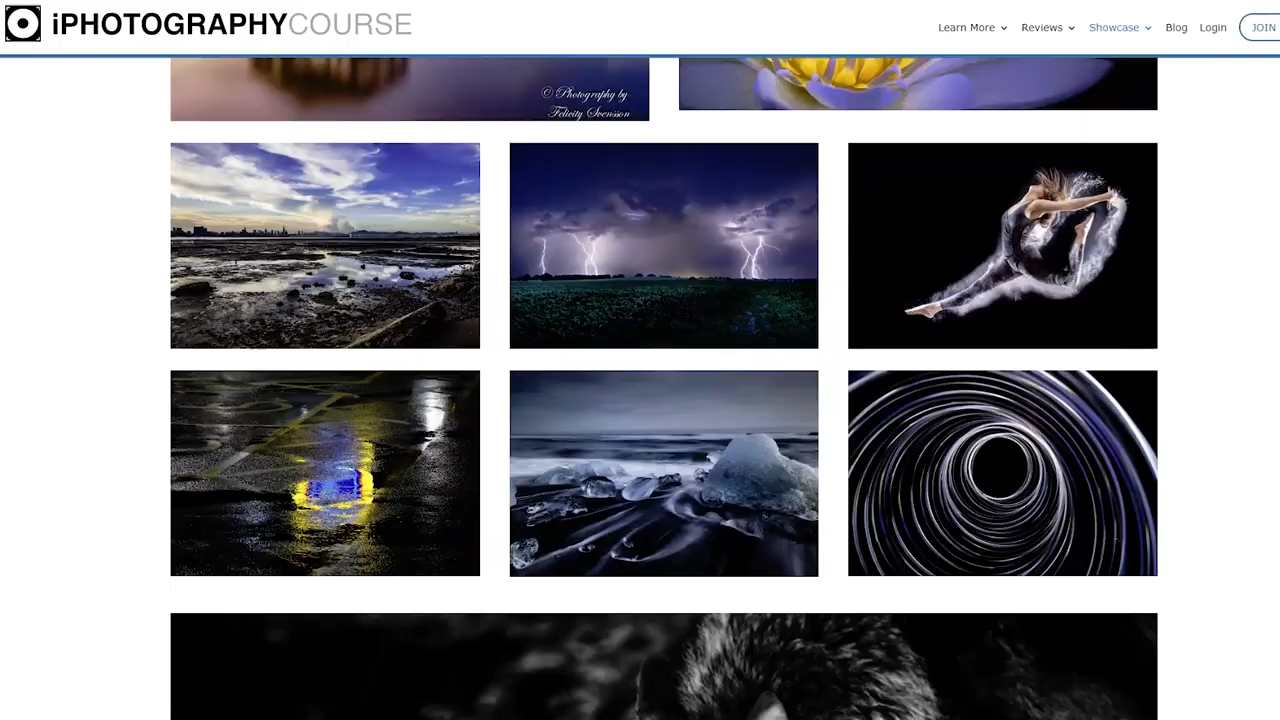 iPHOTOGRAPHYCOURSE
Learn More Reviews Showcase Blog Login JOIN
© Photography by
Felicity Svensson